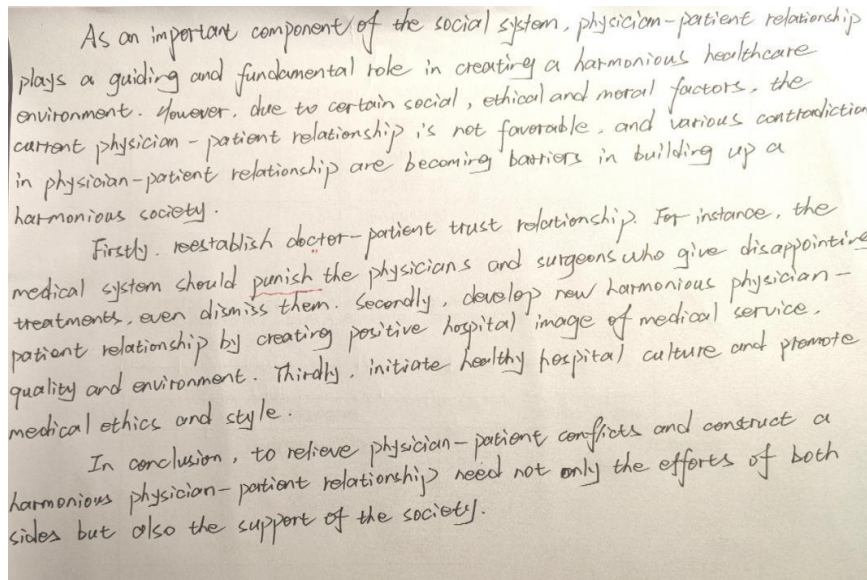 As an important component of the social system, physician-patient relationship
plays a guiding and fundamental role in creating a harmonious healthcare
environment. However, due to certain social, ethical and moral factors, the
current physician-patient relationship is not favorable, and various contradiction
in physician-patient relationship are becoming barriers in building up a
harmonious society.
Firstly, reestablish doctor-patient trust relationship. For instance, the
medical system should punish the physicians and surgeons who give disappointing
treatments, even dismiss them. Secondly, develop new harmonious physician-
patient relationship by creating positive hospital image of medical service,
quality and environment. Thirdly, initiate healthy hospital culture and promote
medical ethics and style.
In conclusion, to relieve physician-patient conflicts and construct a
harmonious physician-patient relationship need not only the efforts of both
sides but also the support of the society.